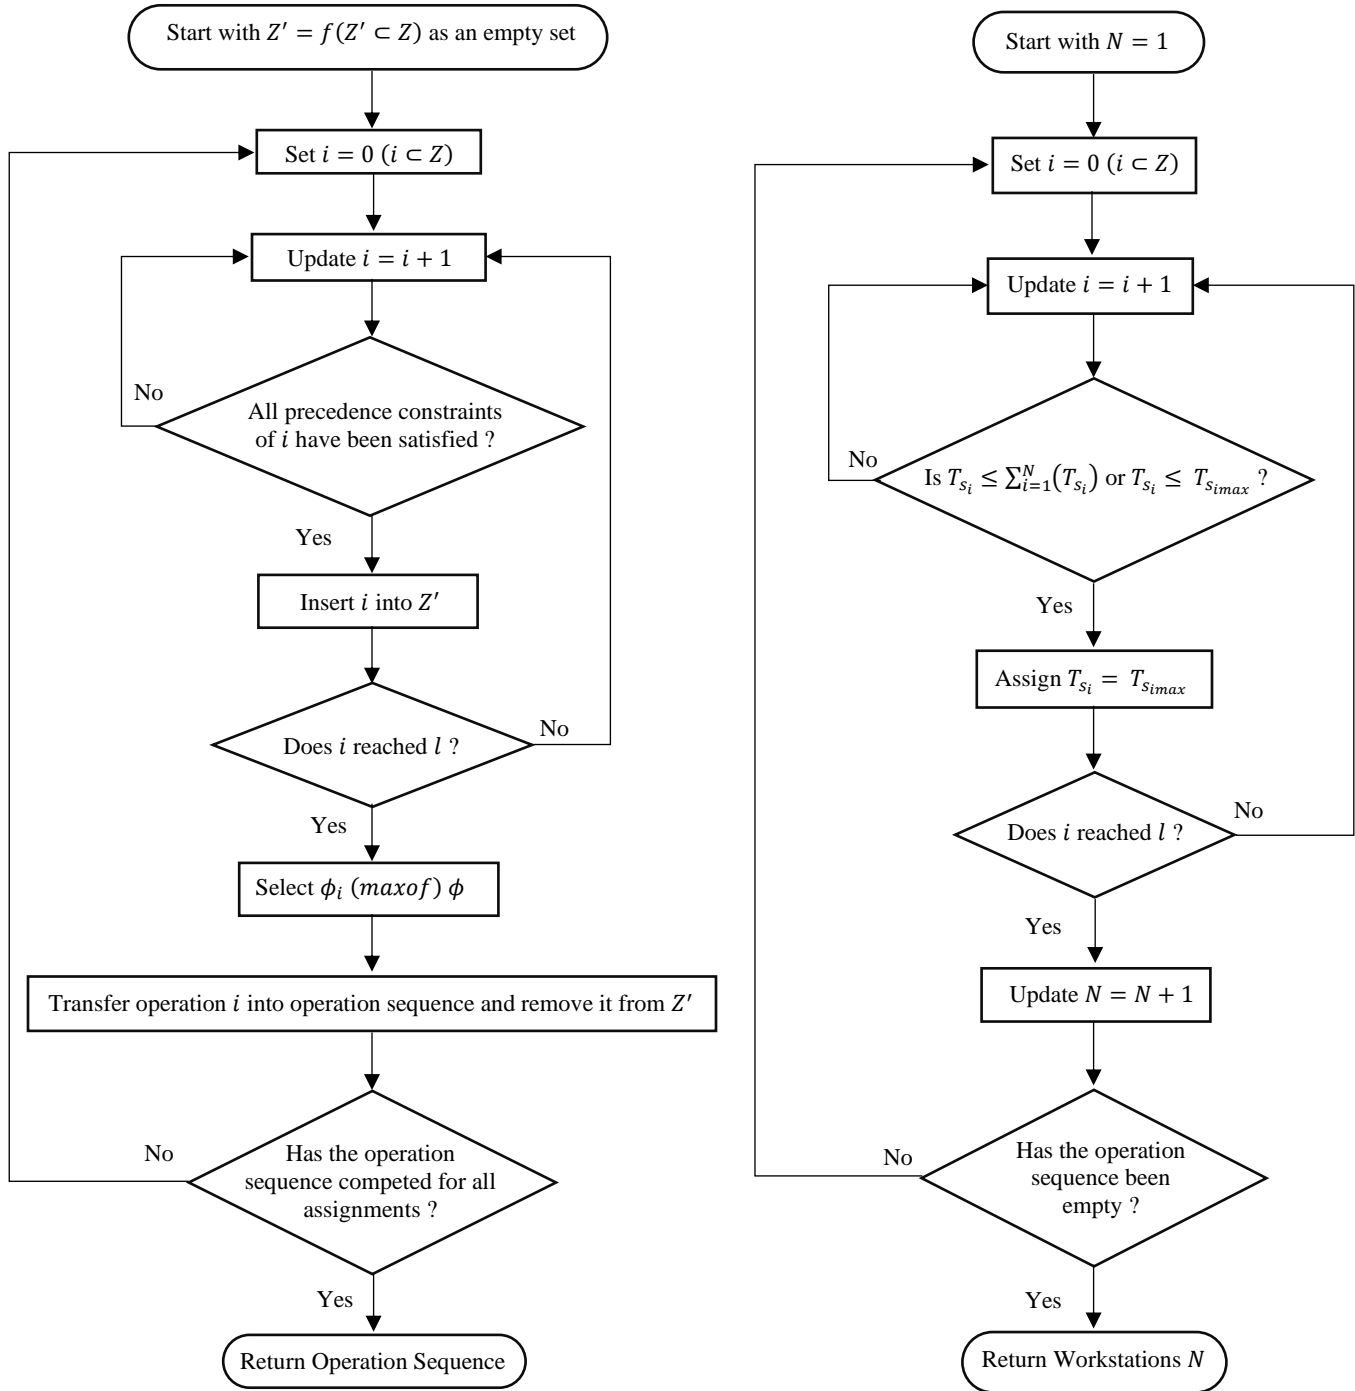 Start with Z′ = f(Z′ ⊂ Z) as an empty set
Set i = 0 (i ⊂ Z)
Update i = i + 1
No
All precedence constraints
of i have been satisfied ?
Yes
Insert i into Z′
No
Does i reached l ?
Yes
Select ϕ_i (maxof) ϕ
Transfer operation i into operation sequence and remove it from Z′
No
Has the operation
sequence competed for all
assignments ?
Yes
Return Operation Sequence
Start with N = 1
Set i = 0 (i ⊂ Z)
Update i = i + 1
No
Is T_{s_i} ≤ ∑_{i=1}^{N}(T_{s_i}) or T_{s_i} ≤ T_{s_{imax}} ?
Yes
Assign T_{s_i} = T_{s_{imax}}
No
Does i reached l ?
Yes
Update N = N + 1
No
Has the operation
sequence been
empty ?
Yes
Return Workstations N